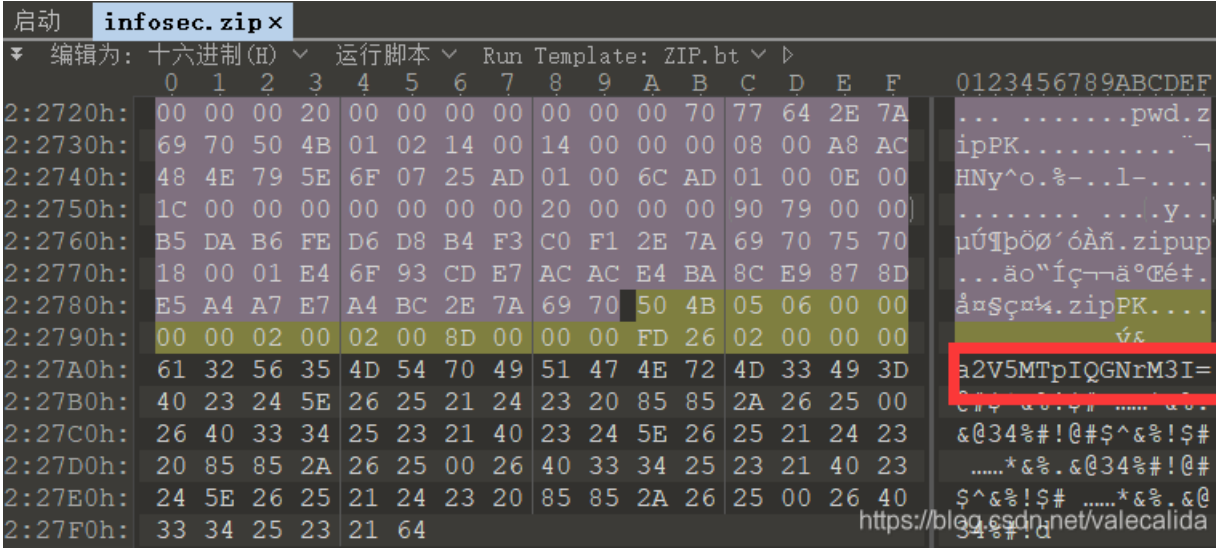 启动 infosec.zip×
编辑为: 十六进制(H) 运行脚本 Run Template: ZIP.bt
0 1 2 3 4 5 6 7 8 9 A B C D E F 0123456789ABCDEF
2:2720h: 00 00 00 20 00 00 00 00 00 00 00 70 77 64 2E 7A ... .......pwd.z
2:2730h: 69 70 50 4B 01 02 14 00 14 00 00 00 08 00 A8 AC ipPK..........¨¬
2:2740h: 48 4E 79 5E 6F 07 25 AD 01 00 6C AD 01 00 0E 00 HNy^o.%-..l-....
2:2750h: 1C 00 00 00 00 00 00 00 20 00 00 00 90 79 00 00 ........ ....y..
2:2760h: B5 DA B6 FE D6 D8 B4 F3 C0 F1 2E 7A 69 70 75 70 µÚ¶þÖØ´óÀñ.zipup
2:2770h: 18 00 01 E4 6F 93 CD E7 AC AC E4 BA 8C E9 87 8D ...äo“Íç¬¬äºŒé‡.
2:2780h: E5 A4 A7 E7 A4 BC 2E 7A 69 70 50 4B 05 06 00 00 å¤§ç¤¼.zipPK....
2:2790h: 00 00 02 00 02 00 8D 00 00 00 FD 26 02 00 00 00 ý&
2:27A0h: 61 32 56 35 4D 54 70 49 51 47 4E 72 4D 33 49 3D a2V5MTpIQGNrM3I=
2:27B0h: 40 23 24 5E 26 25 21 24 23 20 85 85 2A 26 25 00 @#$^&%!$# ……*&%.
2:27C0h: 26 40 33 34 25 23 21 40 23 24 5E 26 25 21 24 23 &@34%#!@#$^&%!$#
2:27D0h: 20 85 85 2A 26 25 00 26 40 33 34 25 23 21 40 23 ……*&%.&@34%#!@#
2:27E0h: 24 5E 26 25 21 24 23 20 85 85 2A 26 25 00 26 40 $^&%!$# ……*&%.&@
2:27F0h: 33 34 25 23 21 64 34%#!d
https://blog.csdn.net/valecalida